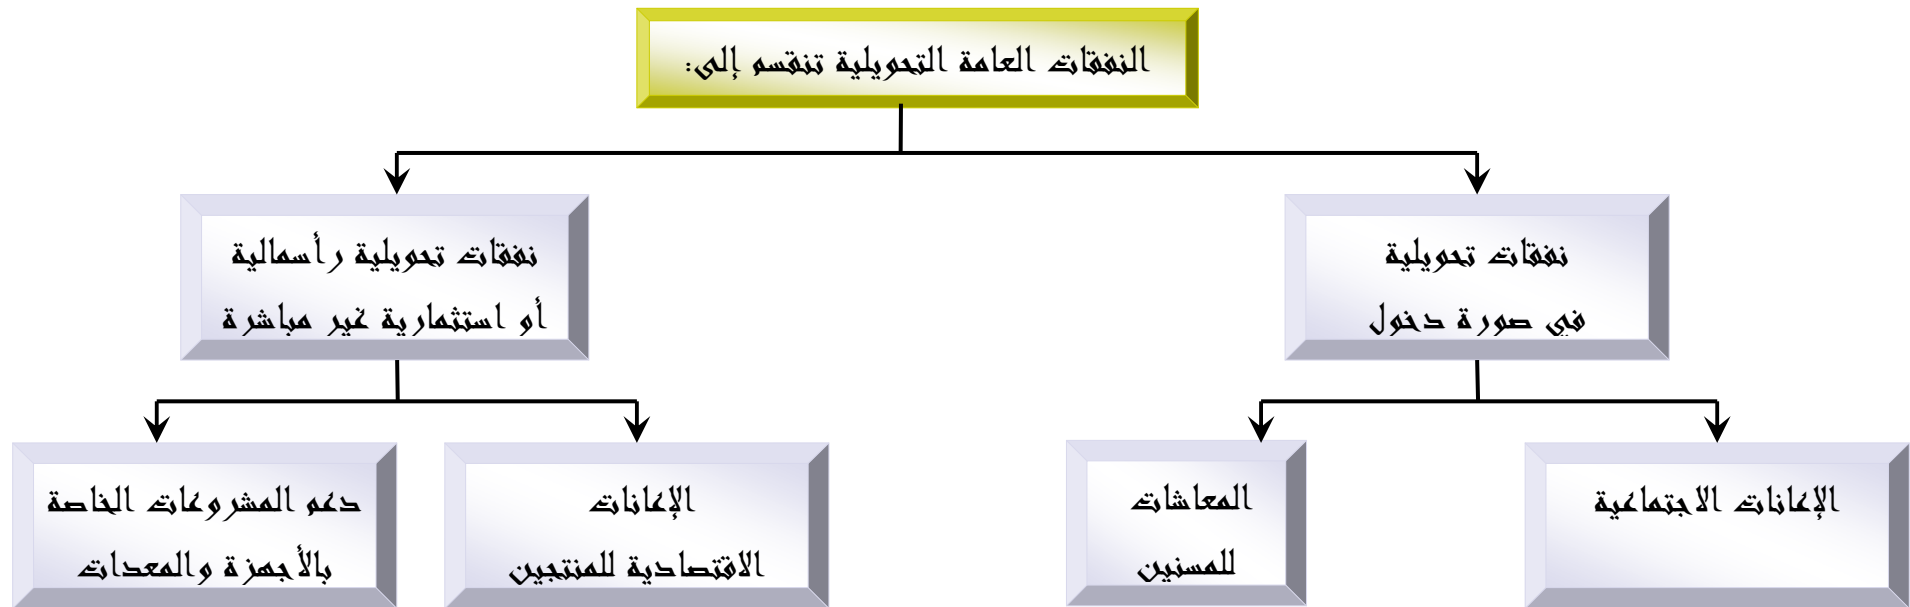 النفقات العامة التحويلية تنقسم إلى:
نفقات تحويلية
في صورة دخول
نفقات تحويلية رأسمالية
أو استثمارية غير مباشرة
الإعانات الاجتماعية
المعاشات
للمسنين
الإعانات
الاقتصادية للمنتجين
دعم المشروعات الخاصة
بالأجهزة والمعدات